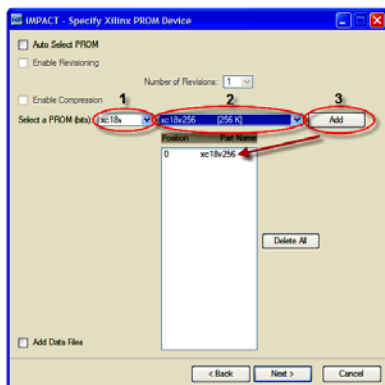 iMPACT - Specify Xilinx PROM Device
Auto Select PROM
Enable Revisioning
Number of Revisions: 1
Enable Compression
1 2 3
Select a PROM (bits): xc18v xc18v256 [256 K] Add
Position Part Name
0 xc18v256
Delete All
Add Data Files
< Back Next > Cancel